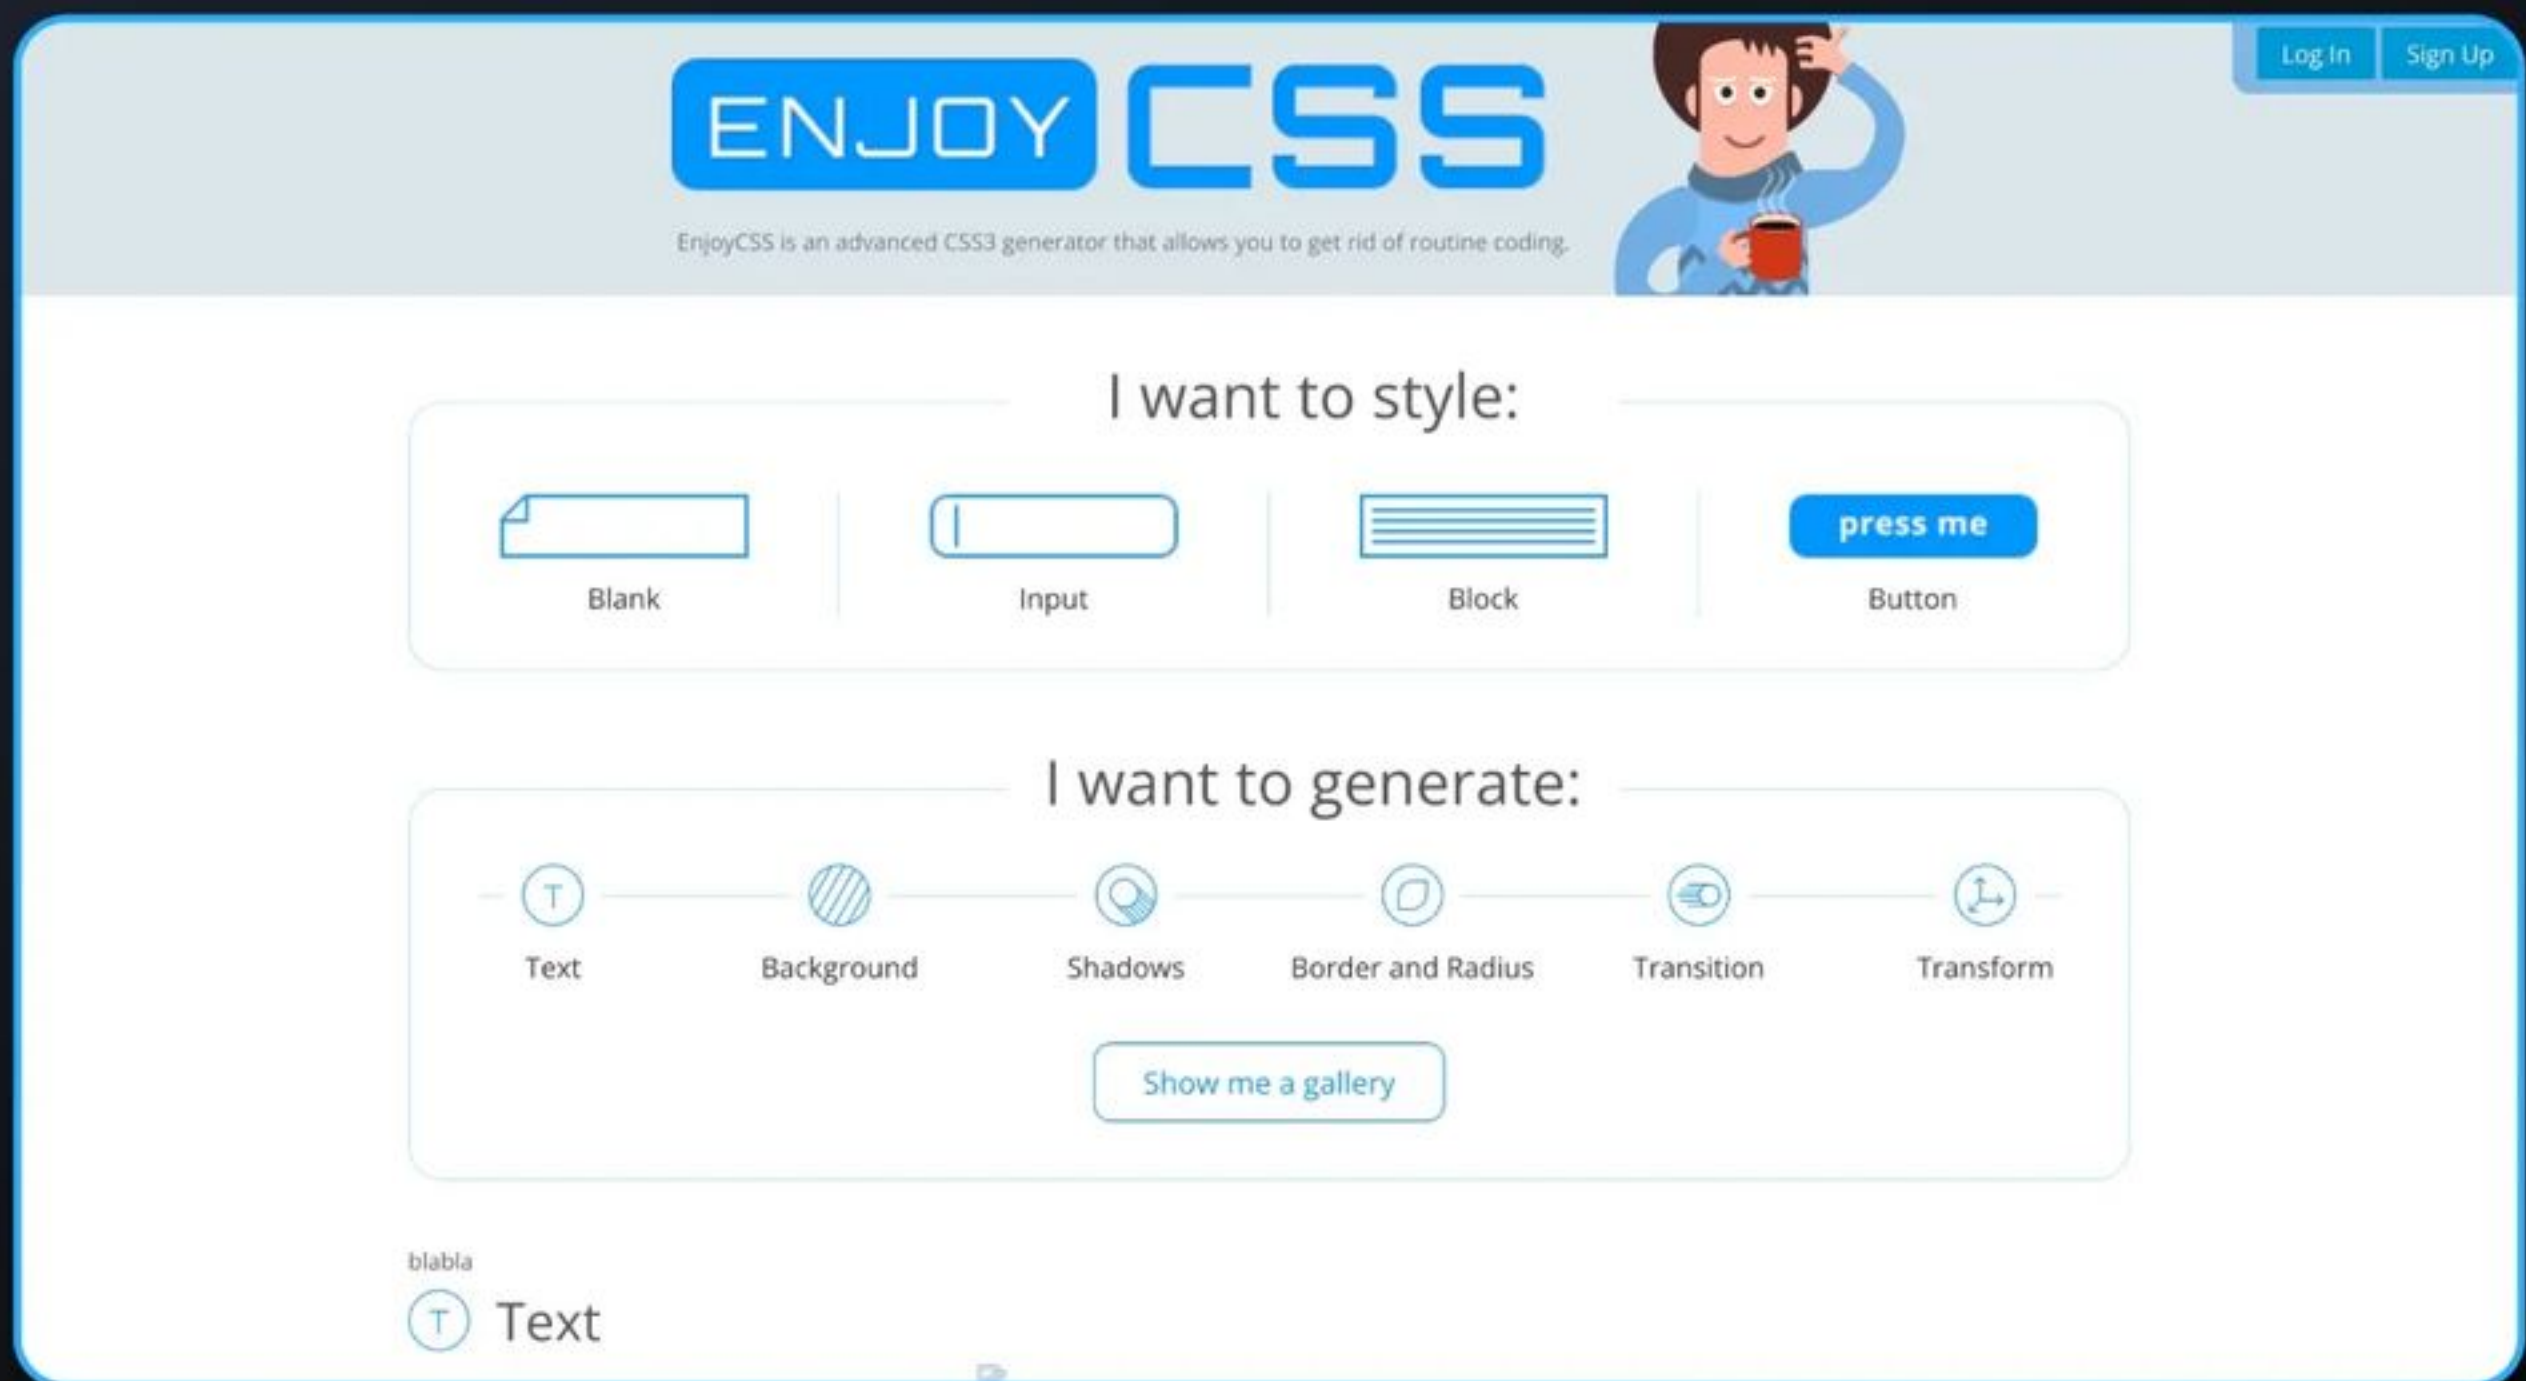 Log In Sign Up
ENJOY CSS
EnjoyCSS is an advanced CSS3 generator that allows you to get rid of routine coding.
I want to style:
press me
Blank Input Block Button
I want to generate:
T
Text Background Shadows Border and Radius Transition Transform
Show me a gallery
blabla
T Text